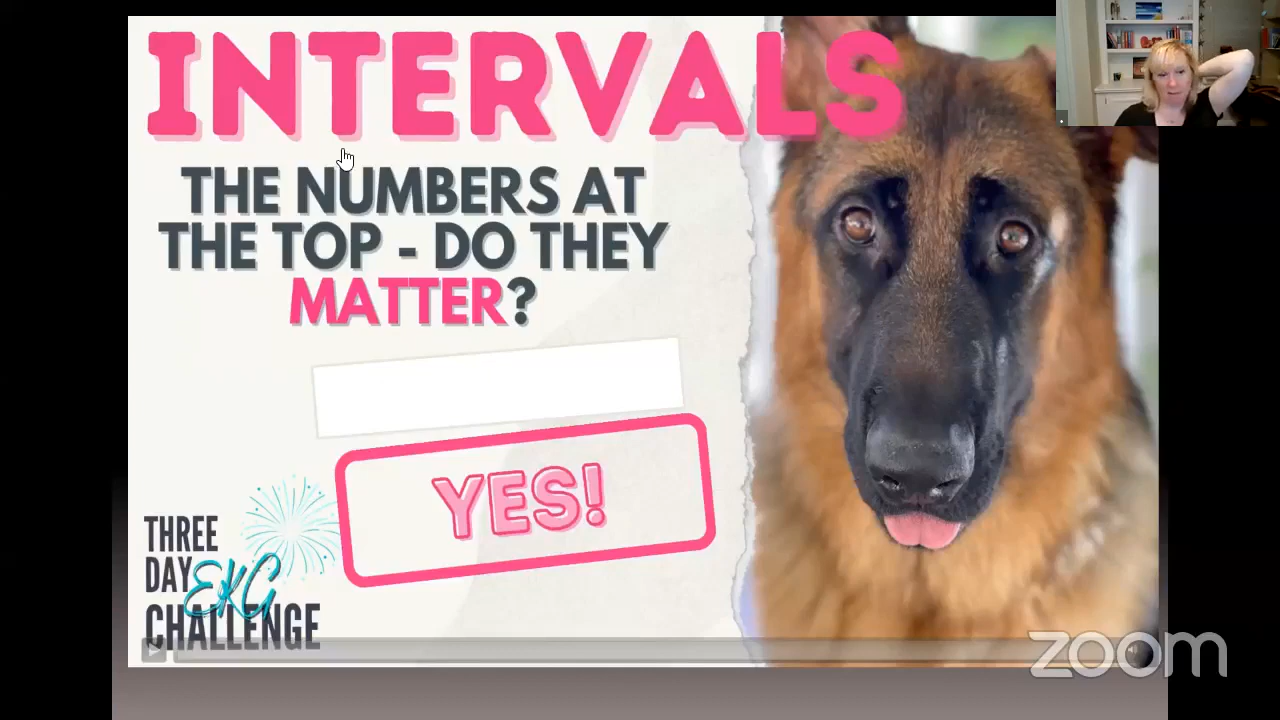 INTERVALS
THE NUMBERS AT
THE TOP - DO THEY
MATTER?
YES!
THREE
DAY EKG
CHALLENGE
zoom